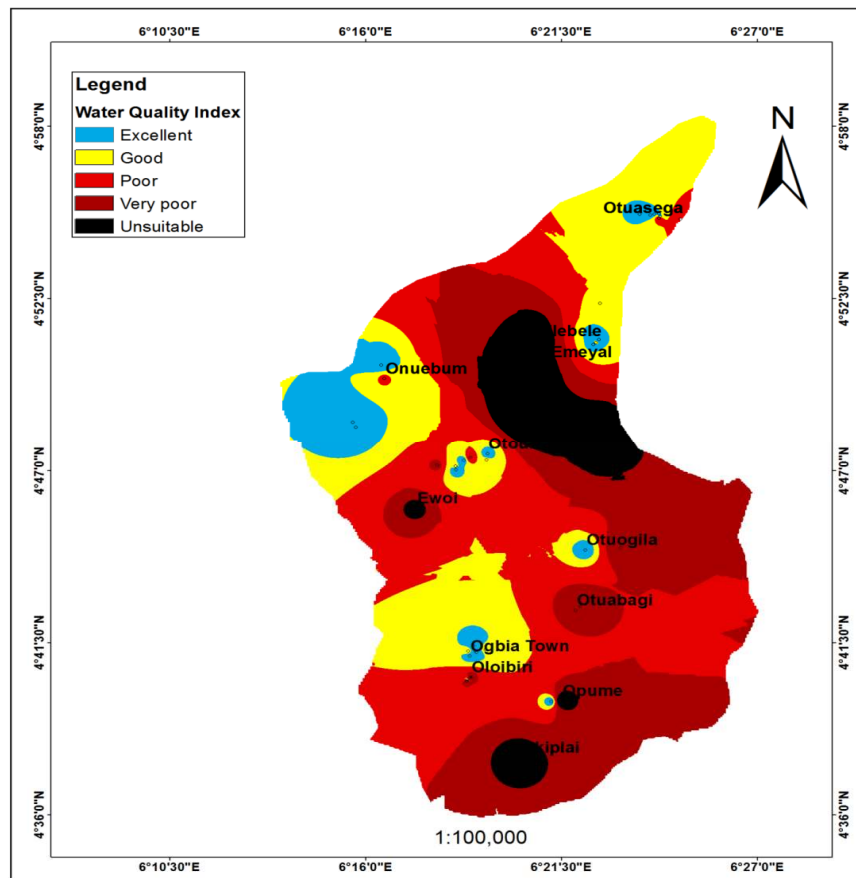 6°10'30"E 6°16'0"E 6°21'30"E 6°27'0"E
Legend
Water Quality Index
Excellent
Good
Poor
Very poor
Unsuitable
N
4°58'0"N 4°58'0"N
Otuasega
4°52'30"N 4°52'30"N
Emeyal
Onuebum
4°47'0"N 4°47'0"N
Ewoi
Otuogila
Otuabagi
4°41'30"N 4°41'30"N
Ogbia Town
Oloibiri
Opume
4°36'0"N 4°36'0"N
1:100,000
6°10'30"E 6°16'0"E 6°21'30"E 6°27'0"E